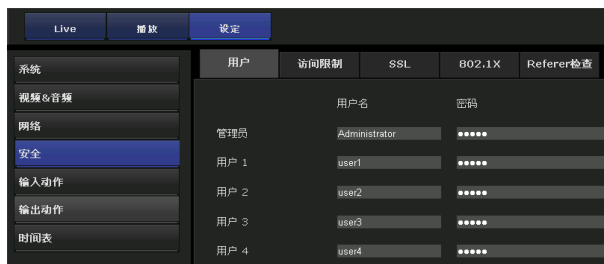 Live 播放 设定
用户 访问限制 SSL 802.1X Referer检查
系统
视频&音频
网络
安全
输入动作
输出动作
时间表
用户名 密码
管理员 Administrator ●●●●●
用户 1 user1 ●●●●●
用户 2 user2 ●●●●●
用户 3 user3 ●●●●●
用户 4 user4 ●●●●●